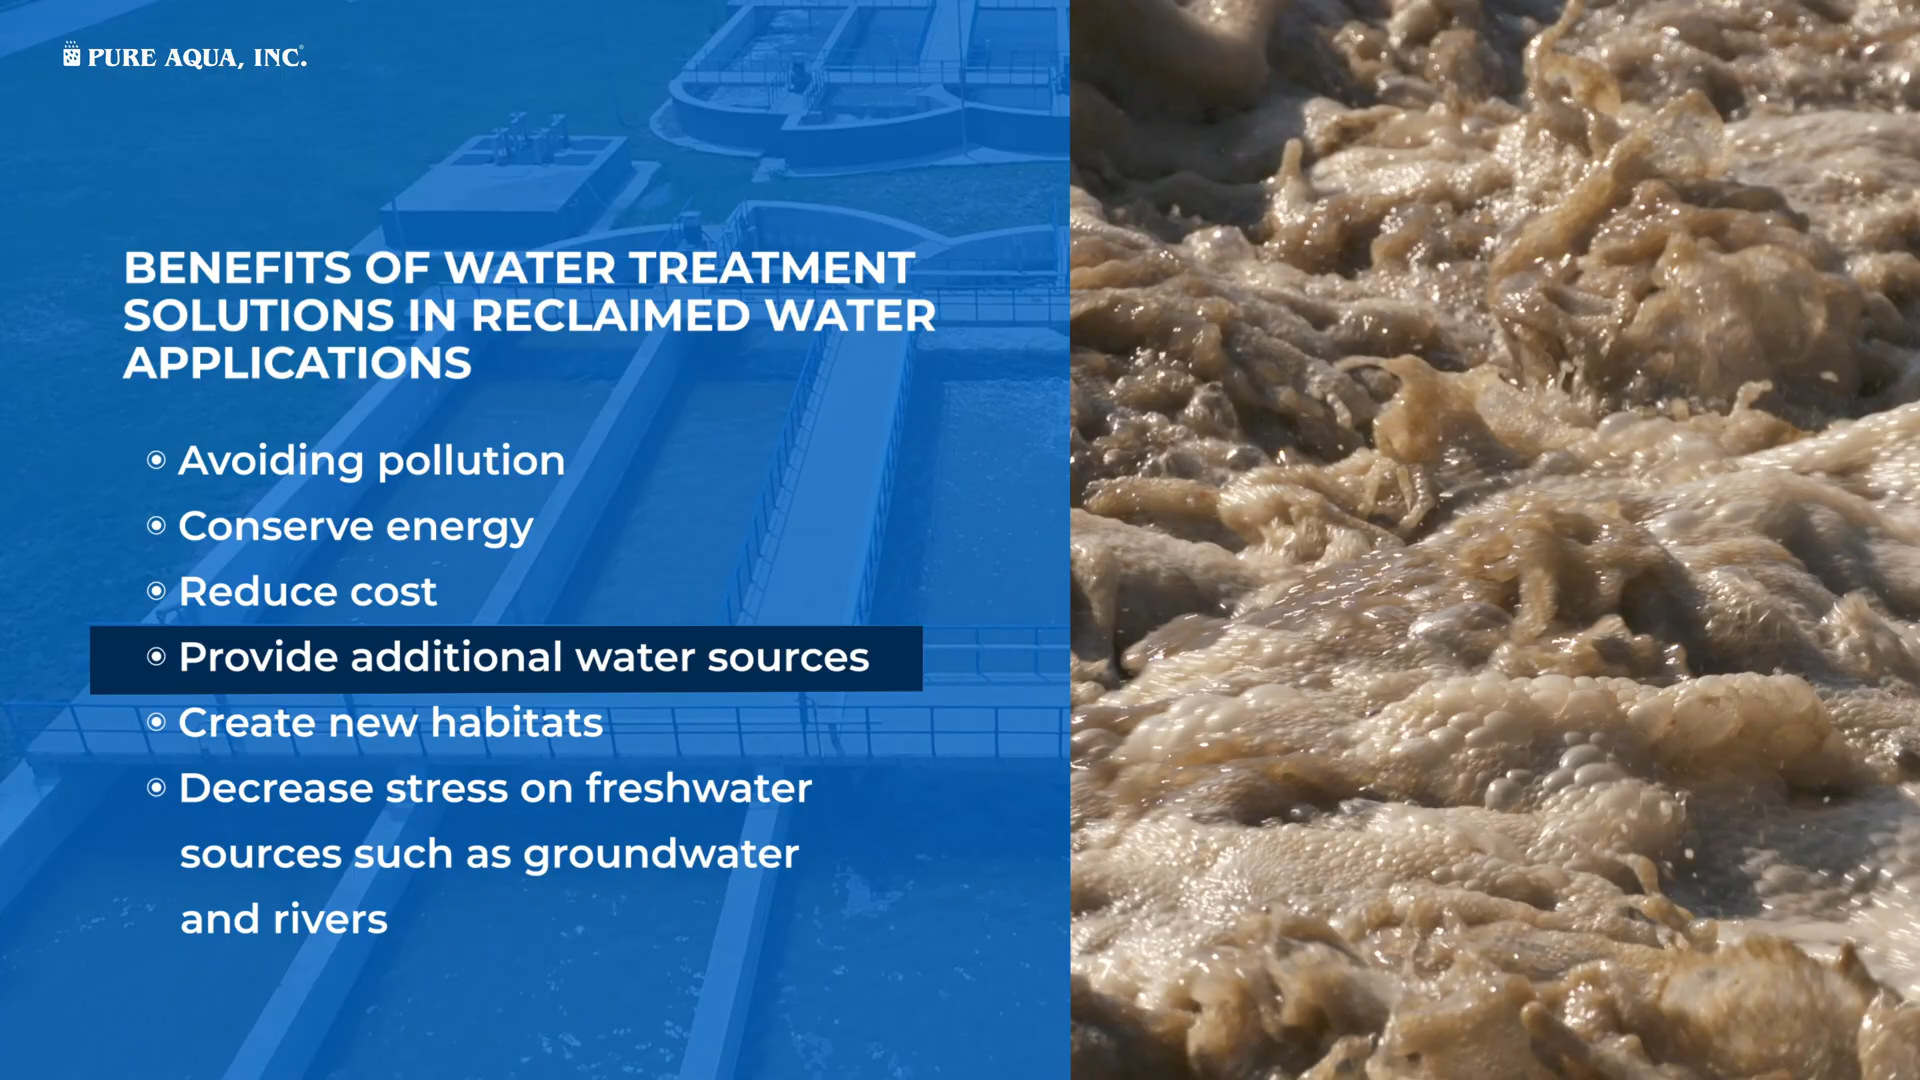 PURE AQUA, INC.
BENEFITS OF WATER TREATMENT
SOLUTIONS IN RECLAIMED WATER
APPLICATIONS
Avoiding pollution
Conserve energy
Reduce cost
Provide additional water sources
Create new habitats
Decrease stress on freshwater
sources such as groundwater
and rivers